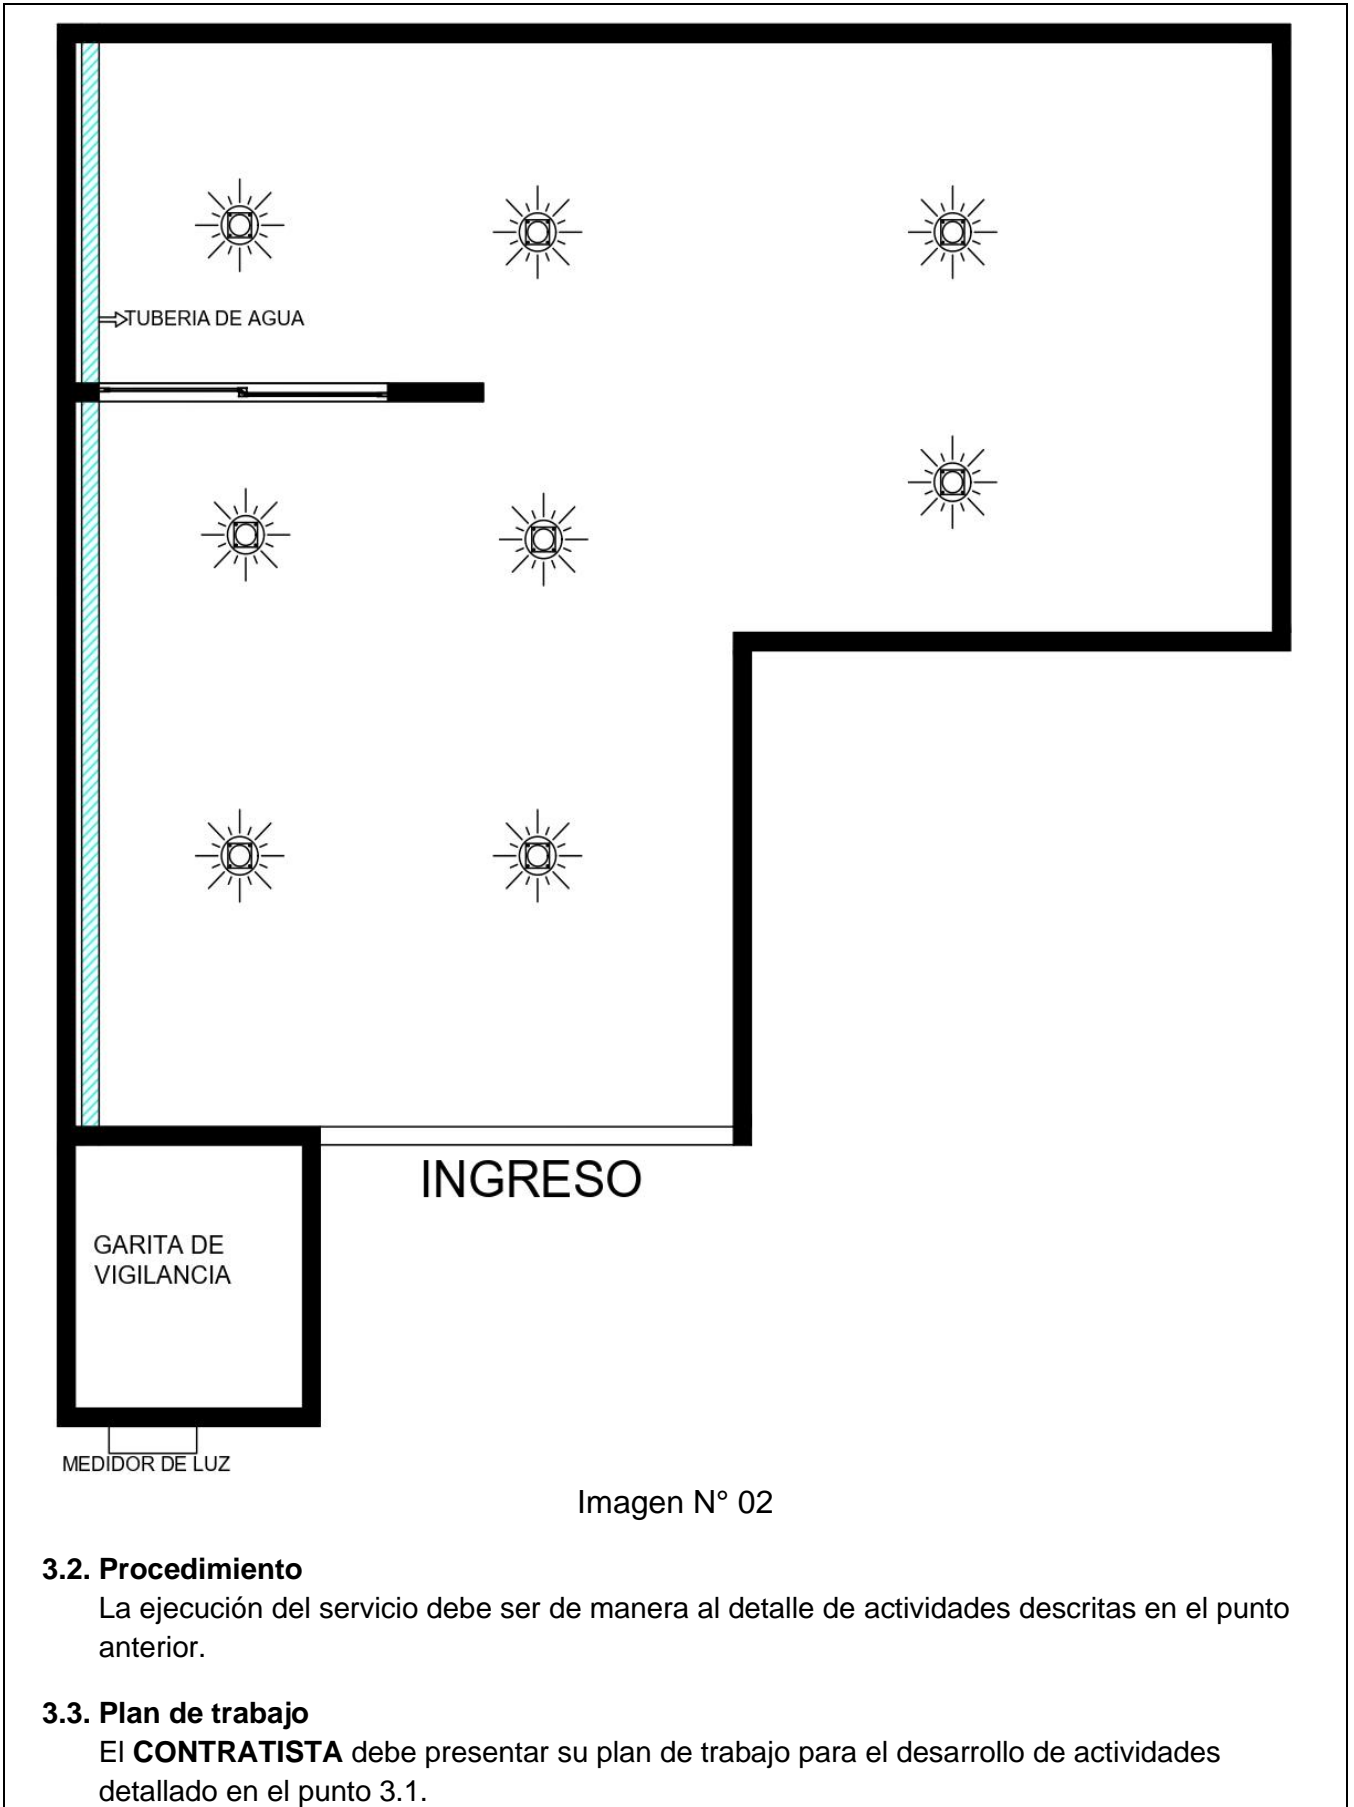 TUBERIA DE AGUA
INGRESO
GARITA DE
VIGILANCIA
MEDIDOR DE LUZ
Imagen N° 02
3.2. Procedimiento
La ejecución del servicio debe ser de manera al detalle de actividades descritas en el punto
anterior.
3.3. Plan de trabajo
El CONTRATISTA debe presentar su plan de trabajo para el desarrollo de actividades
detallado en el punto 3.1.